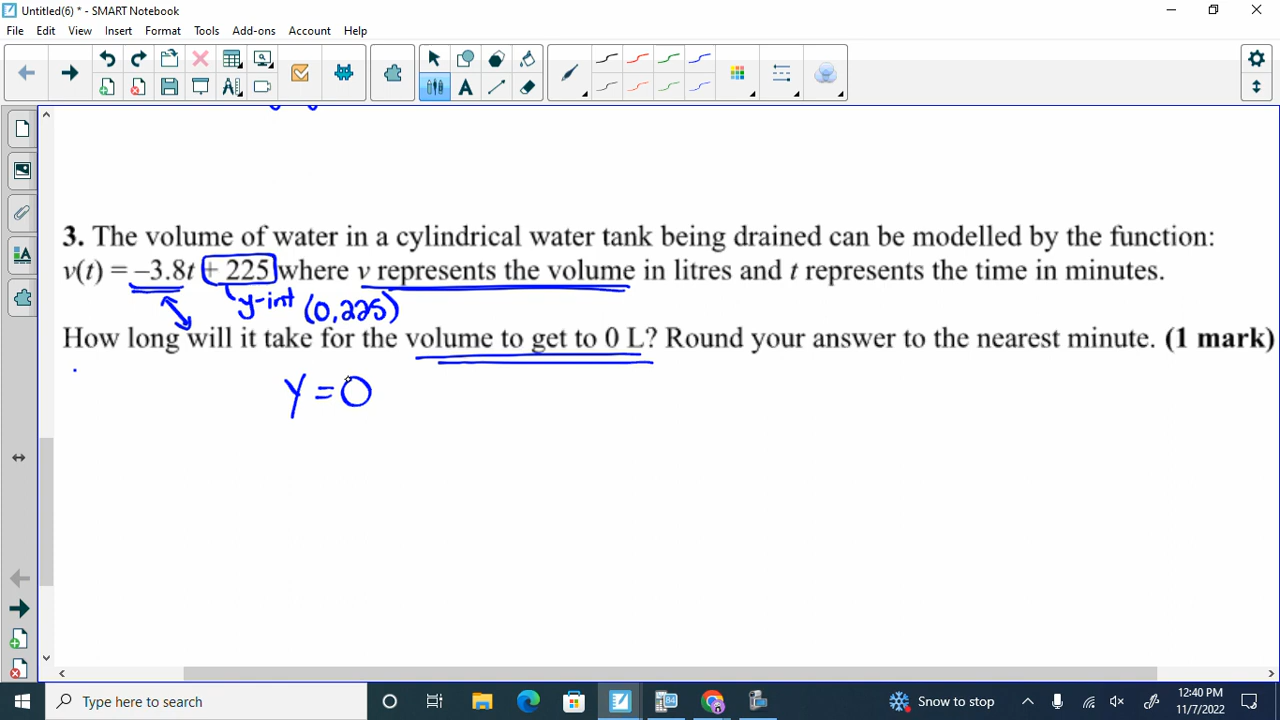 Untitled(6) * - SMART Notebook
File Edit View Insert Format Tools Add-ons Account Help
3. The volume of water in a cylindrical water tank being drained can be modelled by the function:
v(t) = –3.8t + 225 where v represents the volume in litres and t represents the time in minutes.
y-int (0,225)
How long will it take for the volume to get to 0 L? Round your answer to the nearest minute. (1 mark)
y = 0
Type here to search
Snow to stop
12:40 PM
11/7/2022